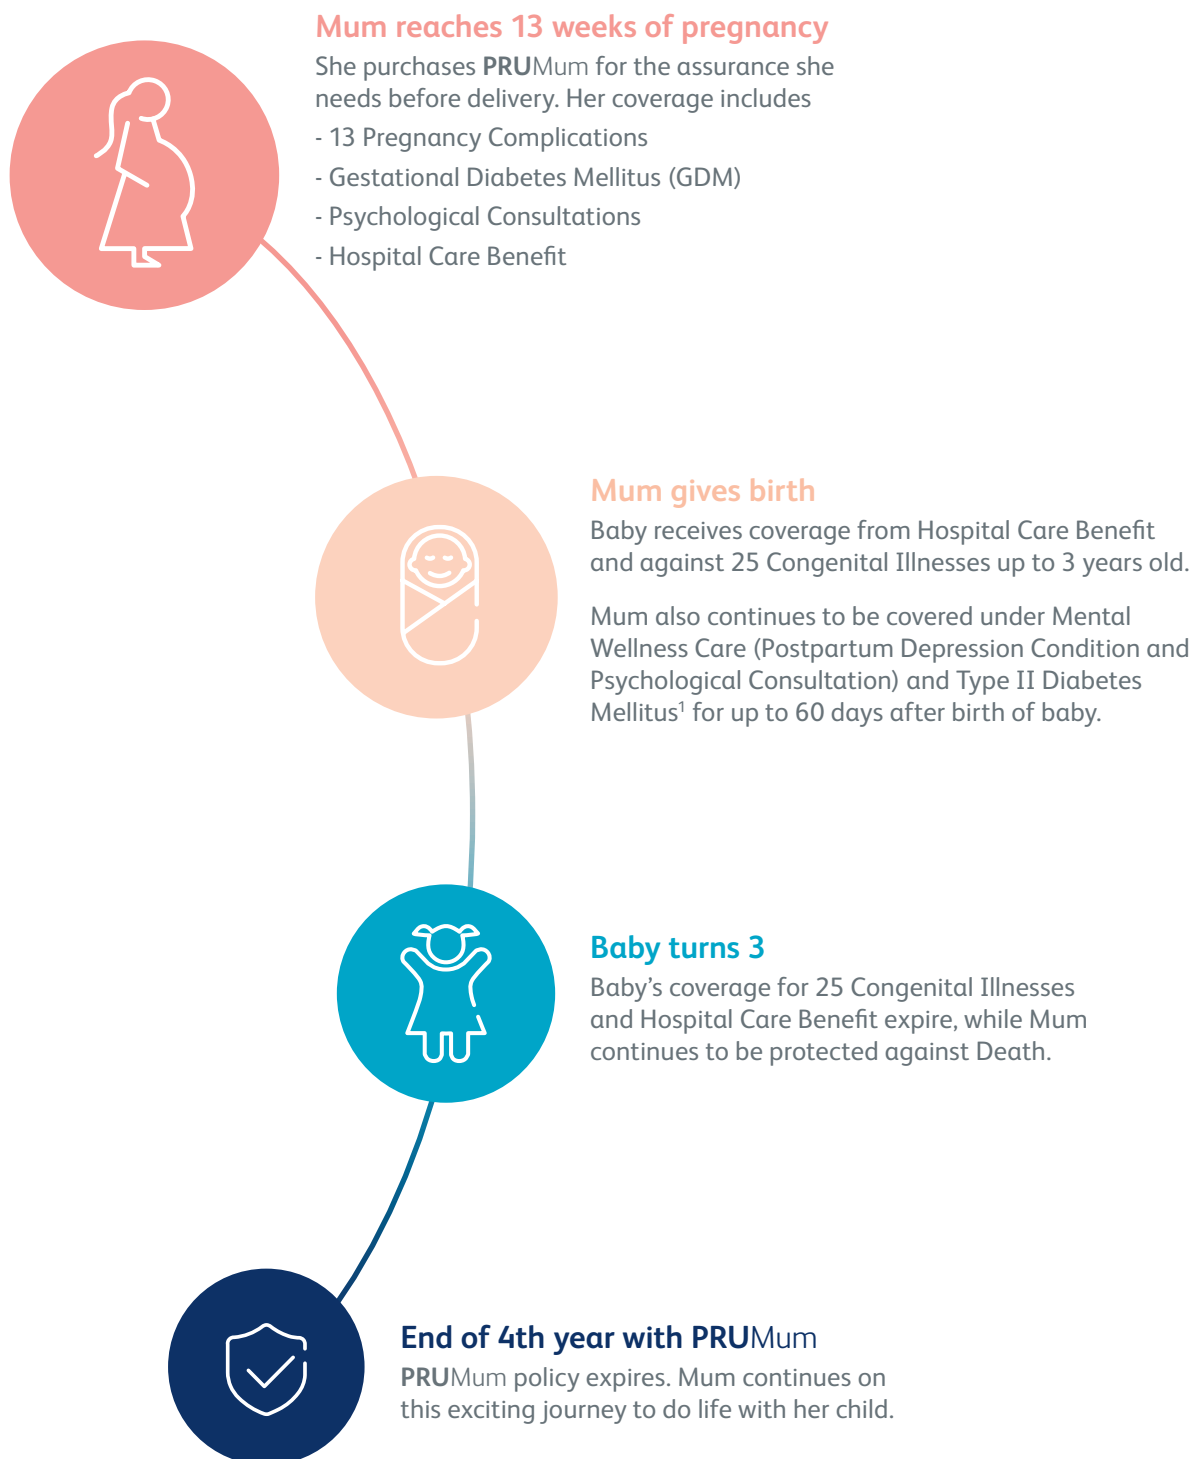 Mum reaches 13 weeks of pregnancy
She purchases PRUMum for the assurance she
needs before delivery. Her coverage includes
- 13 Pregnancy Complications
- Gestational Diabetes Mellitus (GDM)
- Psychological Consultations
- Hospital Care Benefit
Mum gives birth
Baby receives coverage from Hospital Care Benefit
and against 25 Congenital Illnesses up to 3 years old.
Mum also continues to be covered under Mental
Wellness Care (Postpartum Depression Condition and
Psychological Consultation) and Type II Diabetes
Mellitus¹ for up to 60 days after birth of baby.
Baby turns 3
Baby’s coverage for 25 Congenital Illnesses
and Hospital Care Benefit expire, while Mum
continues to be protected against Death.
End of 4th year with PRUMum
PRUMum policy expires. Mum continues on
this exciting journey to do life with her child.